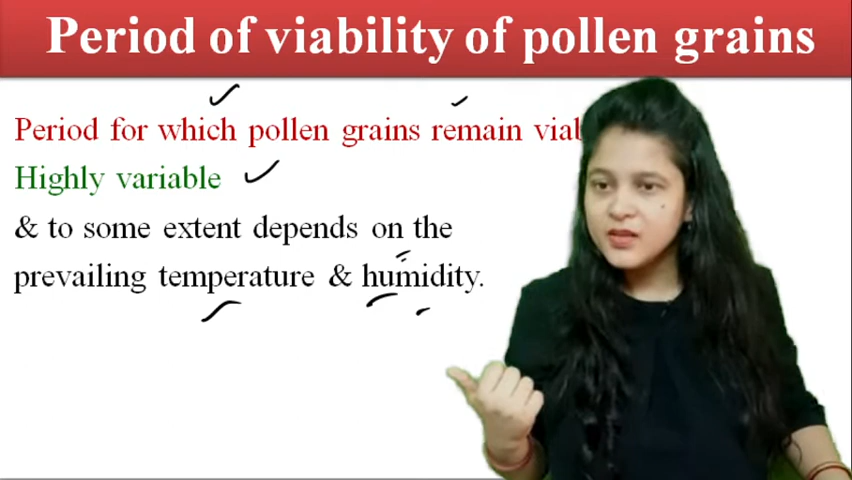 Period of viability of pollen grains
Period for which pollen grains remain
Highly variable
& to some extent depends on the
prevailing temperature & humidity.